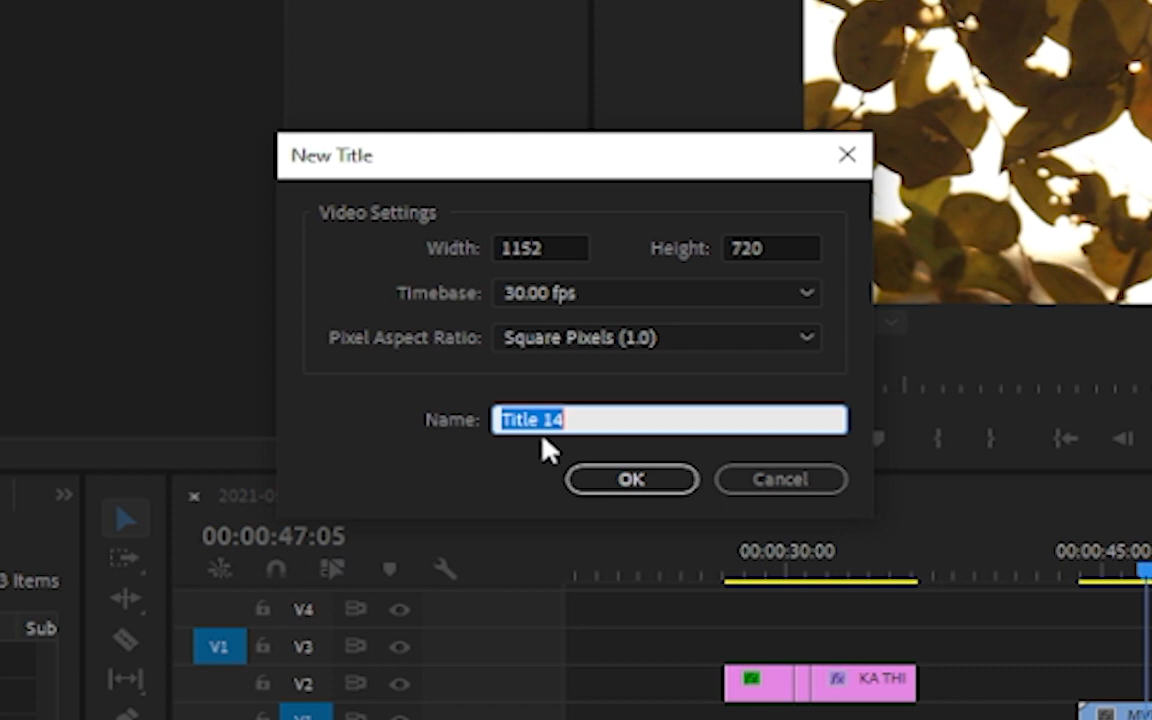 New Title
Video Settings
Width: 1152 Height: 720
Timebase: 30.00 fps
Pixel Aspect Ratio: Square Pixels (1.0)
Name: Title 14
OK Cancel
2021-0
00:00:47:05
00:00:30:00 00:00:45:00
3 Items
Sub
V4
V1 V3
V2
KA THI